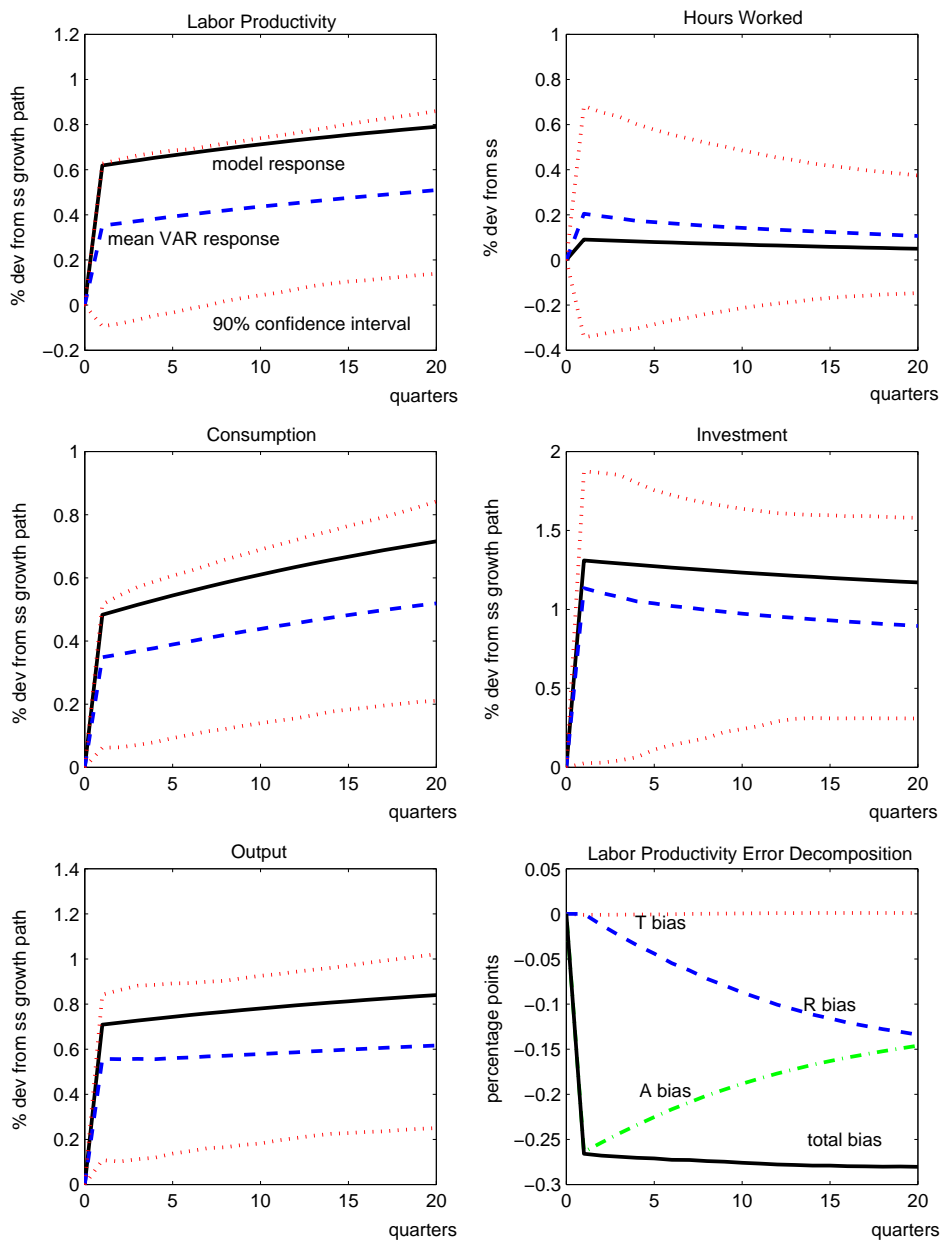 Labor Productivity
% dev from ss growth path
1.2
1
0.8
0.6
0.4
0.2
0
−0.2
model response
mean VAR response
90% confidence interval
0 5 10 15 20
quarters
Hours Worked
% dev from ss
1
0.8
0.6
0.4
0.2
0
−0.2
−0.4
0 5 10 15 20
quarters
Consumption
% dev from ss growth path
1
0.8
0.6
0.4
0.2
0
0 5 10 15 20
quarters
Investment
% dev from ss growth path
2
1.5
1
0.5
0
0 5 10 15 20
quarters
Output
% dev from ss growth path
1.4
1.2
1
0.8
0.6
0.4
0.2
0
0 5 10 15 20
quarters
Labor Productivity Error Decomposition
percentage points
0.05
0
−0.05
−0.1
−0.15
−0.2
−0.25
−0.3
T bias
R bias
A bias
total bias
0 5 10 15 20
quarters